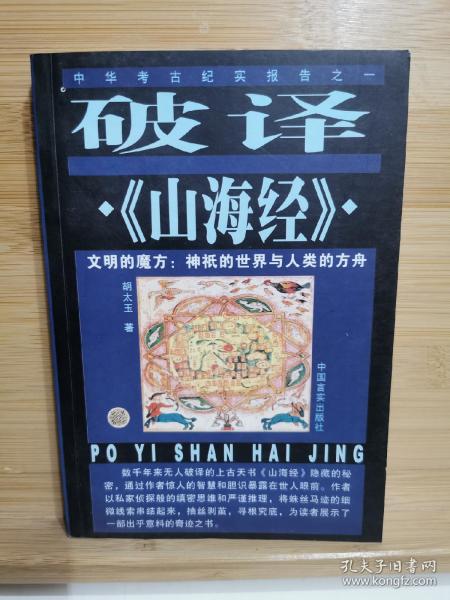 中华考古纪实报告之一
破译
·《山海经》·
文明的魔方：神祇的世界与人类的方舟
胡太玉 著
中国言实出版社
PO YI SHAN HAI JING
数千年来无人破译的上古天书《山海经》隐藏的秘
密，通过作者惊人的智慧和胆识暴露在世人眼前。作者
以私家侦探般的缜密思维和严谨推理，将蛛丝马迹的细
微线索串结起来，抽丝剥茧，寻根究底，为读者展示了
一部出乎意料的奇迹之书。
孔夫子旧书网
www.kongfz.com